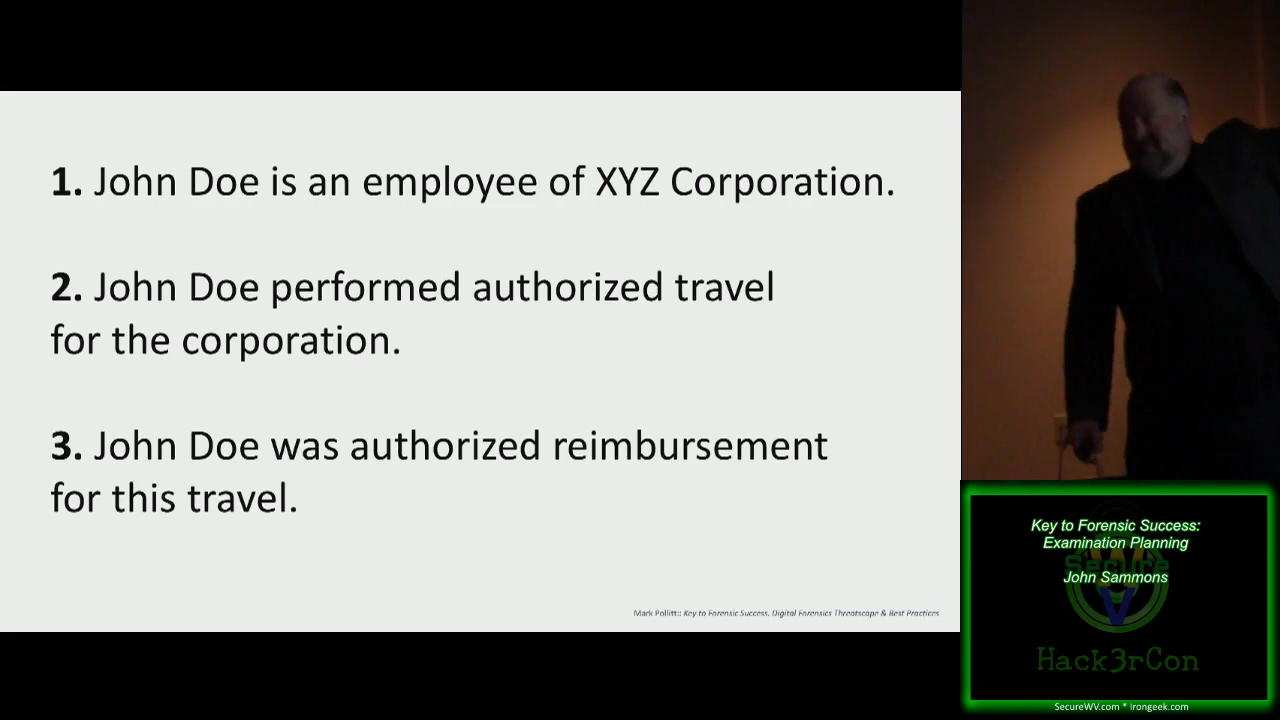 1. John Doe is an employee of XYZ Corporation.
2. John Doe performed authorized travel
for the corporation.
3. John Doe was authorized reimbursement
for this travel.
Mark Pollitt:: Key to Forensic Success. Digital Forensics Threatscape & Best Practices
Key to Forensic Success:
Examination Planning
John Sammons
Secure
WV
Hack3rCon
SecureWV.com * Irongeek.com